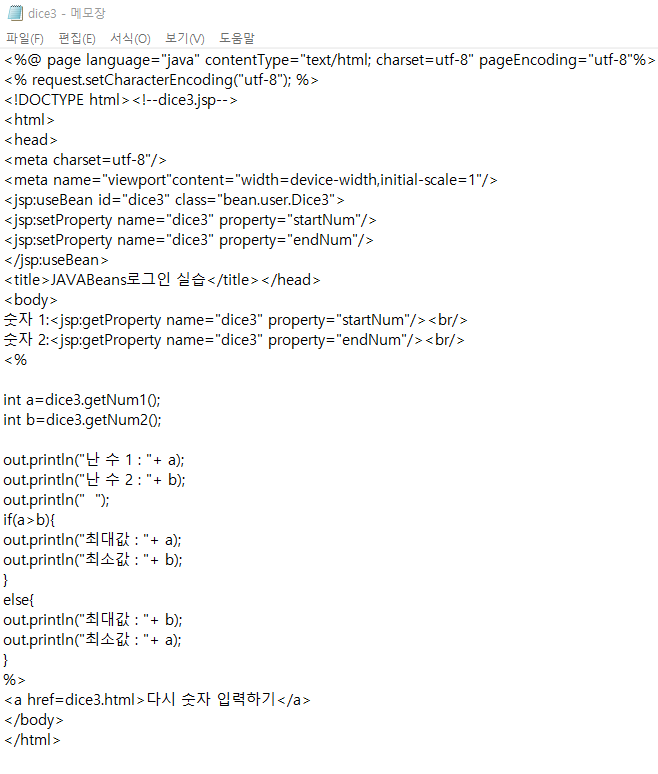 dice3 - 메모장
파일(F) 편집(E) 서식(O) 보기(V) 도움말
<%@ page language="java" contentType="text/html; charset=utf-8" pageEncoding="utf-8"%>
<% request.setCharacterEncoding("utf-8"); %>
<!DOCTYPE html><!--dice3.jsp-->
<html>
<head>
<meta charset=utf-8"/>
<meta name="viewport"content="width=device-width,initial-scale=1"/>
<jsp:useBean id="dice3" class="bean.user.Dice3">
<jsp:setProperty name="dice3" property="startNum"/>
<jsp:setProperty name="dice3" property="endNum"/>
</jsp:useBean>
<title>JAVABeans로그인 실습</title></head>
<body>
숫자 1:<jsp:getProperty name="dice3" property="startNum"/><br/>
숫자 2:<jsp:getProperty name="dice3" property="endNum"/><br/>
<%
int a=dice3.getNum1();
int b=dice3.getNum2();
out.println("난 수 1 : "+ a);
out.println("난 수 2 : "+ b);
out.println("  ");
if(a>b){
out.println("최대값 : "+ a);
out.println("최소값 : "+ b);
}
else{
out.println("최대값 : "+ b);
out.println("최소값 : "+ a);
}
%>
<a href=dice3.html>다시 숫자 입력하기</a>
</body>
</html>